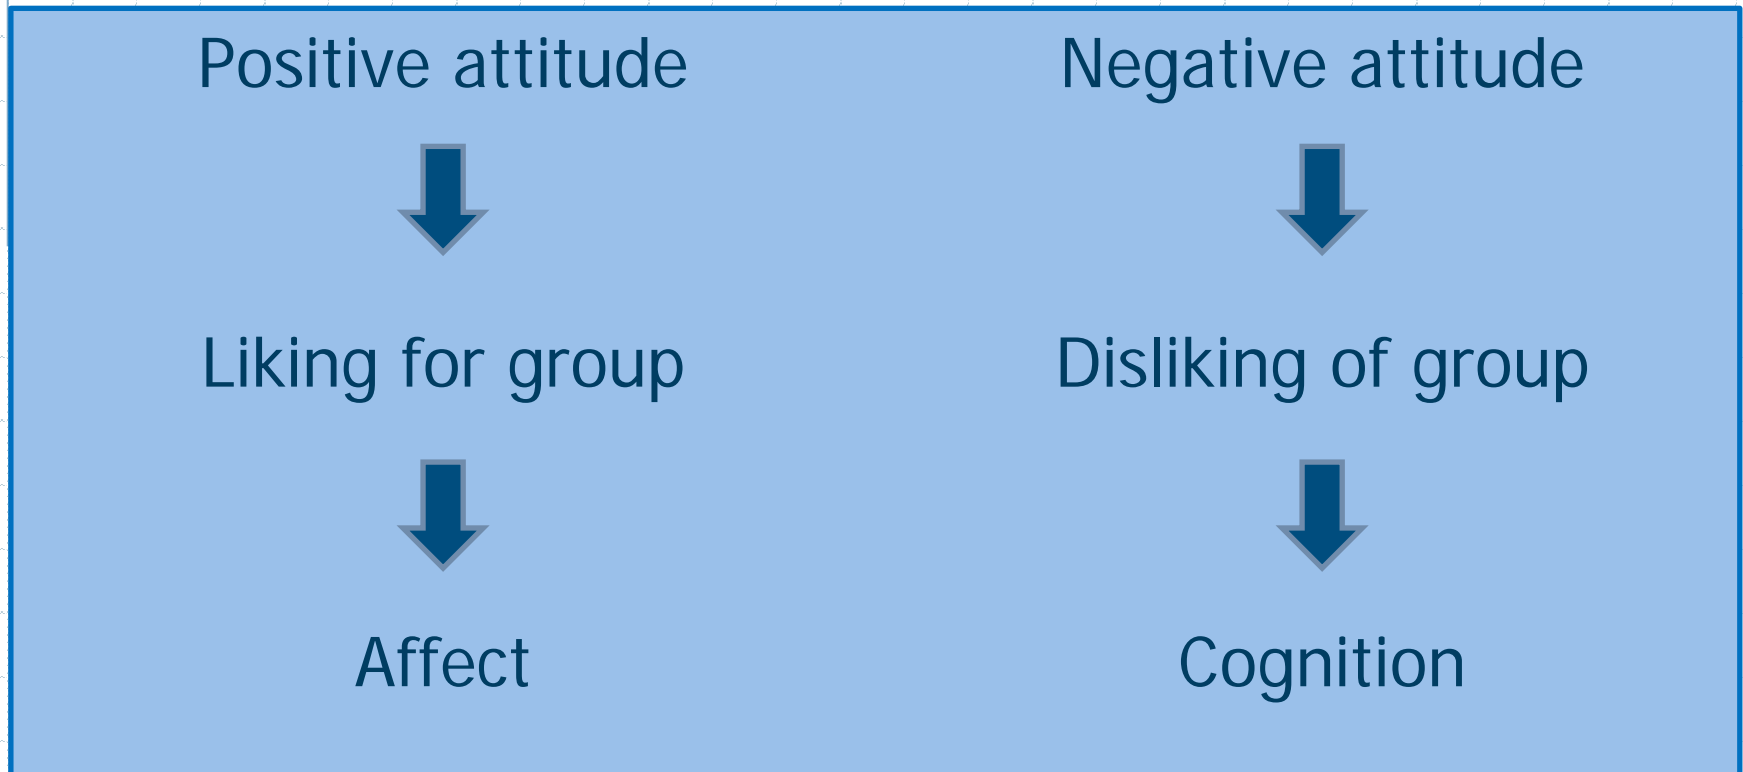 Positive attitude
Negative attitude
Liking for group
Disliking of group
Affect
Cognition